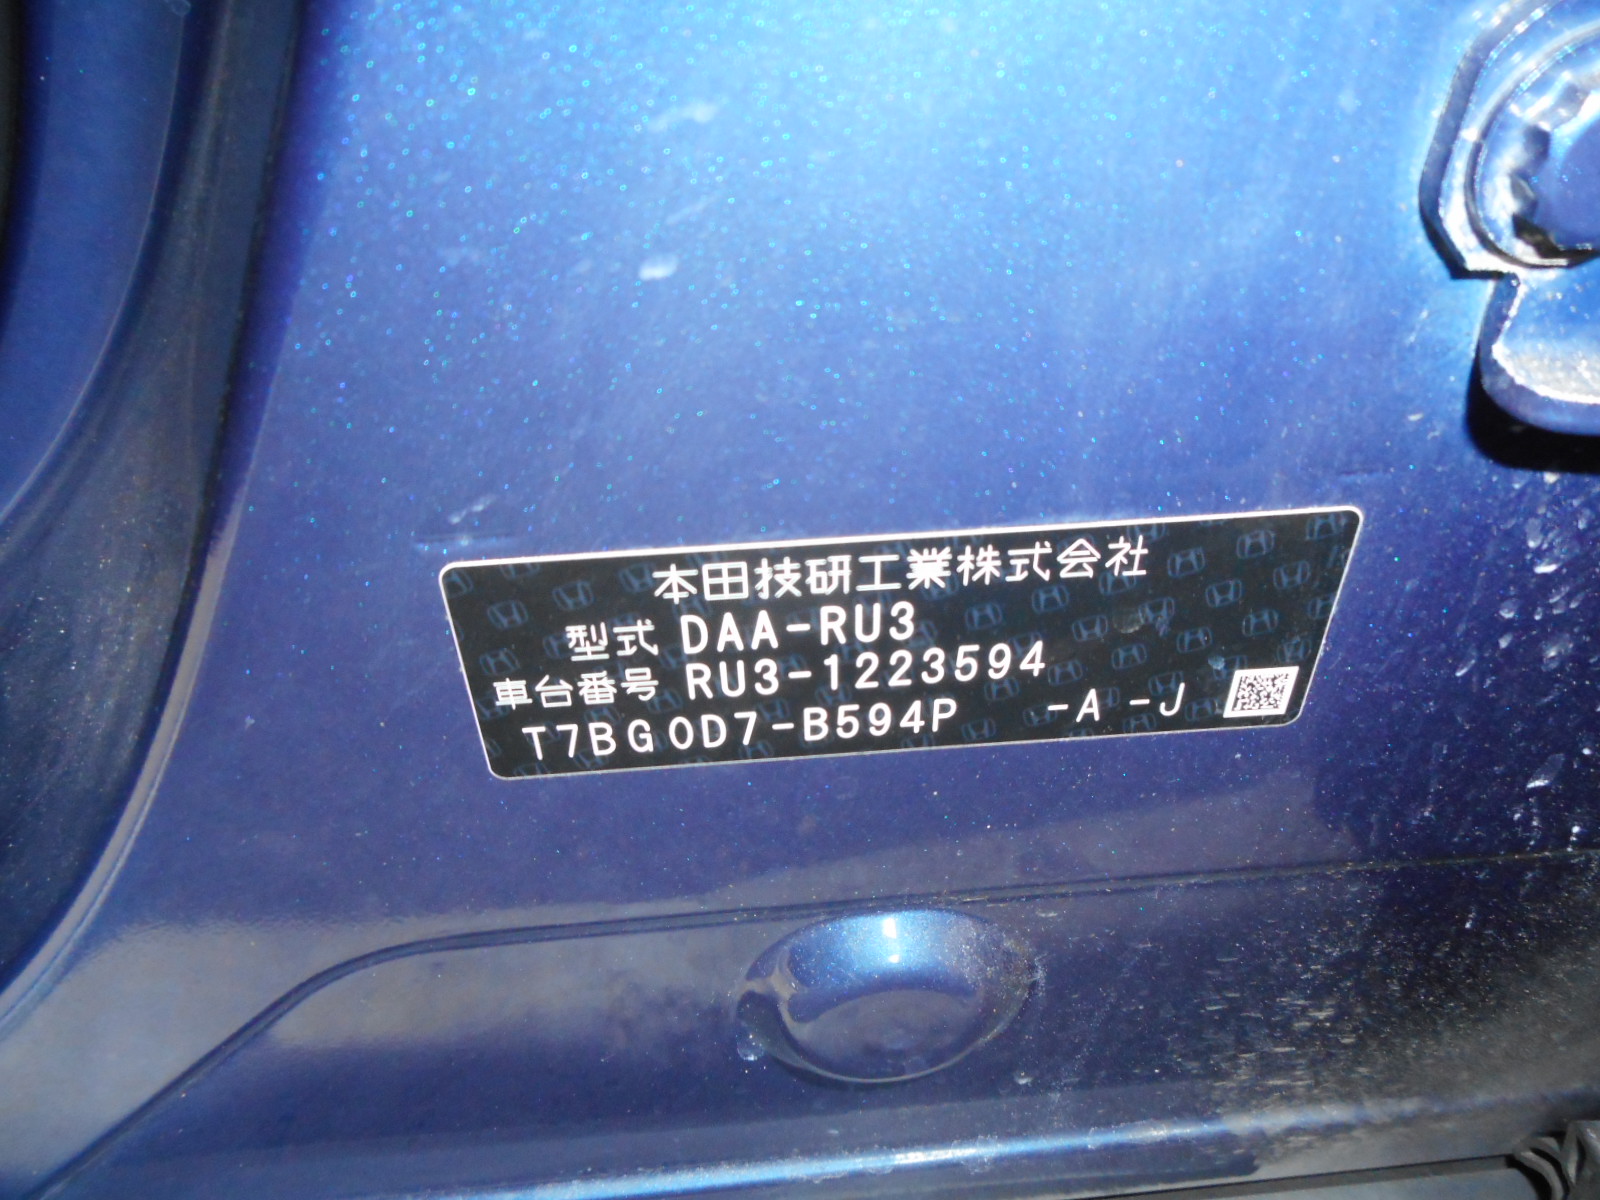 本田技研工業株式会社
型式 DAA-RU3
車台番号 RU3-1223594
T7BG0D7-B594P -A -J